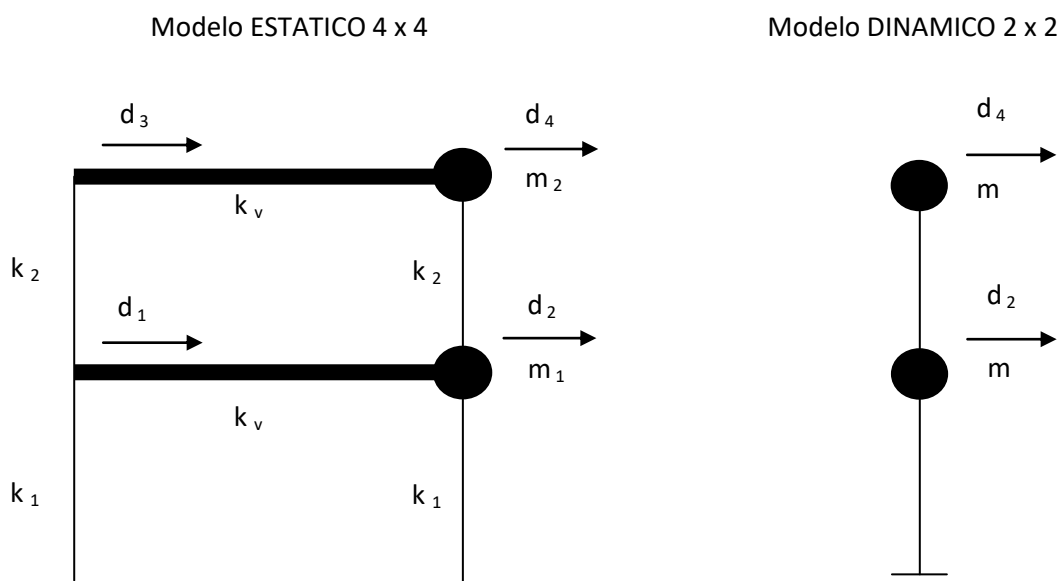 Modelo ESTATICO 4 x 4
Modelo DINAMICO 2 x 2
d 3
d 4
k v
m 2
k 2
k 2
d 1
d 2
k v
m 1
k 1
k 1
d 4
m
d 2
m